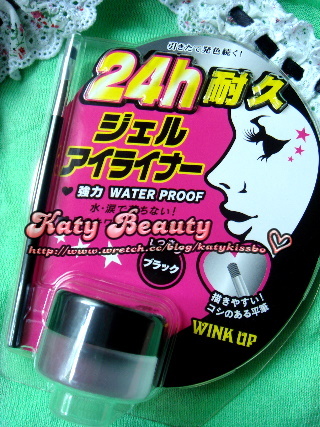 引きたて発色続く!
24h耐久
ジェル
アイライナー
♥ 強力 WATER PROOF
水・涙で落ちない!
Katy Beauty
http://www.wretch.cc/blog/katykissbo
ブラック
描きやすい!
コシのある平筆
WINK UP